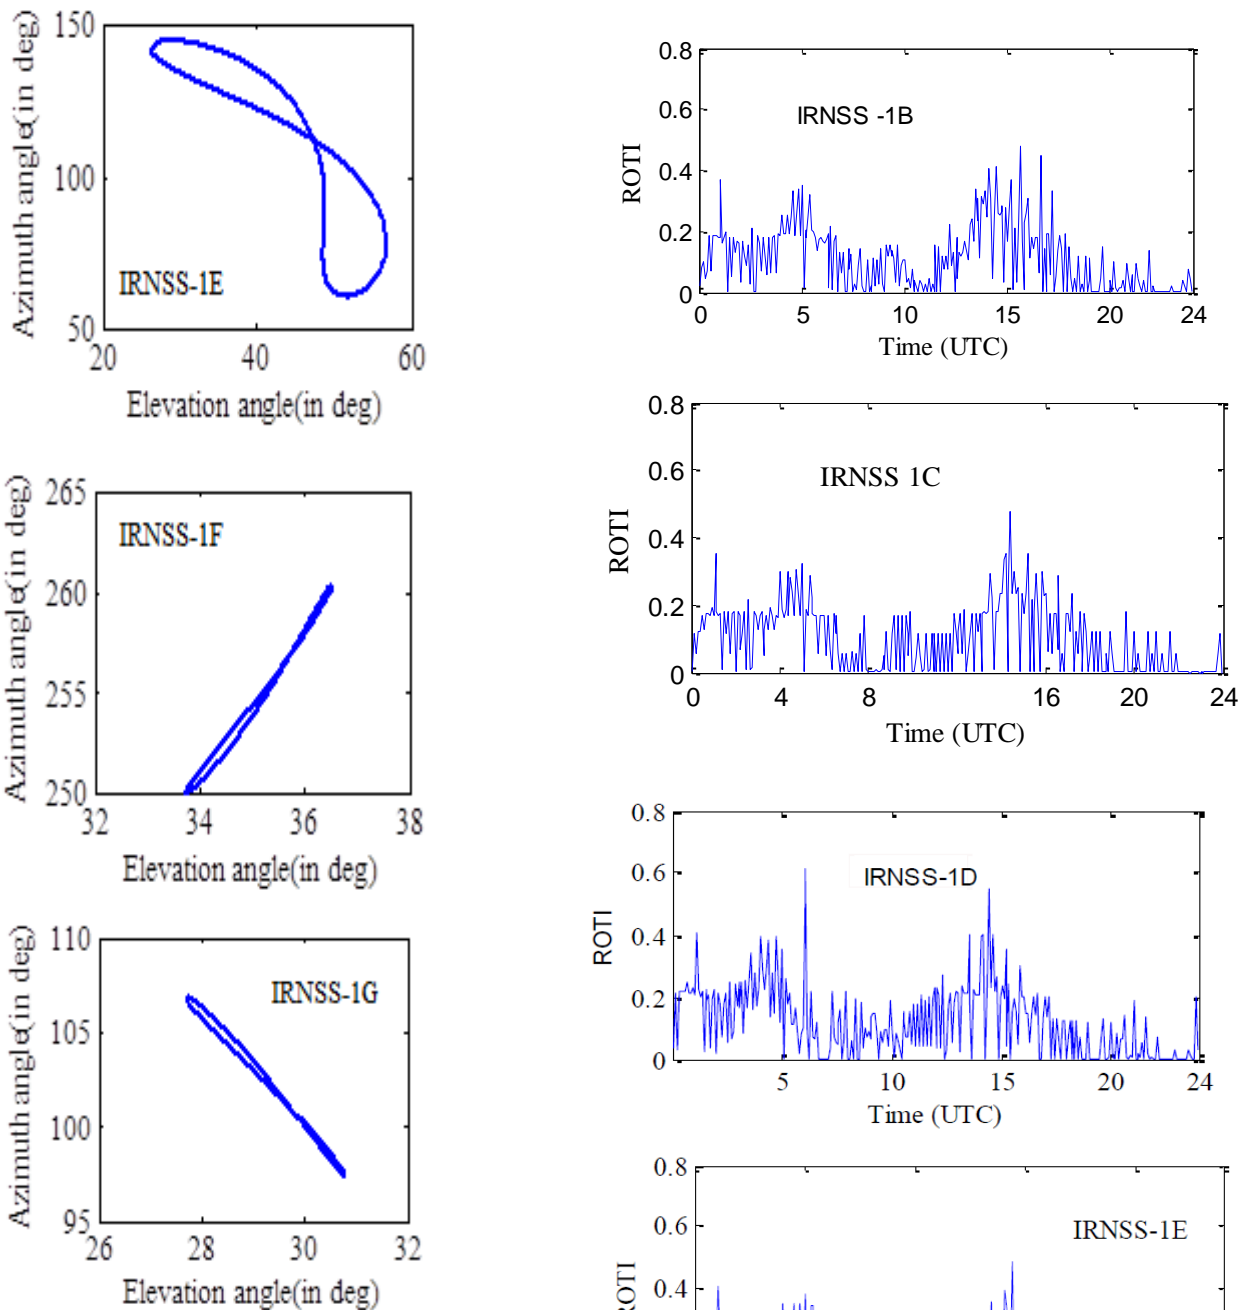 Azimuth angle(in deg)
150
100
50
IRNSS-1E
20 40 60
Elevation angle(in deg)
Azimuth angle(in deg)
265
260
255
250
IRNSS-1F
32 34 36 38
Elevation angle(in deg)
Azimuth angle(in deg)
110
105
100
95
IRNSS-1G
26 28 30 32
Elevation angle(in deg)
ROTI
0.8
0.6
0.4
0.2
0
IRNSS -1B
0 5 10 15 20 24
Time (UTC)
ROTI
0.8
0.6
0.4
0.2
0
IRNSS 1C
0 4 8 16 20 24
Time (UTC)
ROTI
0.8
0.6
0.4
0.2
0
IRNSS-1D
5 10 15 20 24
Time (UTC)
ROTI
0.8
0.6
0.4
IRNSS-1E